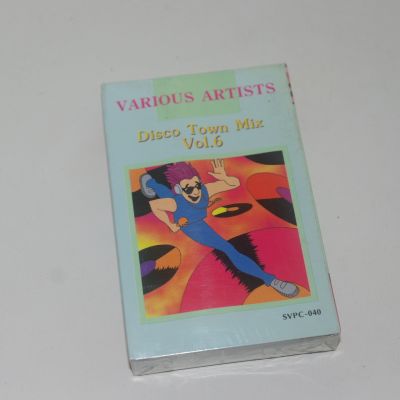 VARIOUS ARTISTS
Disco Town Mix
Vol.6
SVPC-040